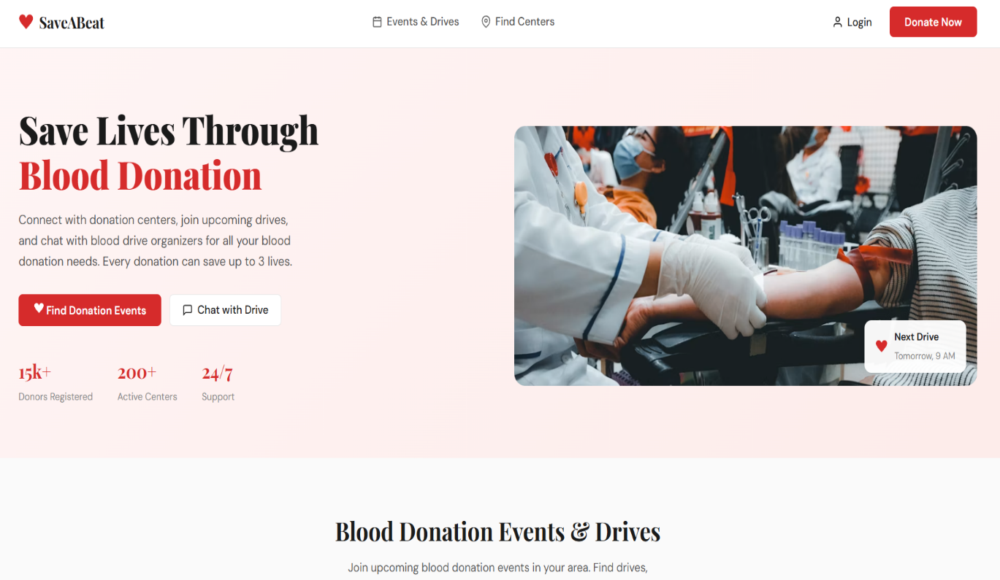 SaveABeat
Events & Drives
Find Centers
Login
Donate Now
Save Lives Through
Blood Donation
Connect with donation centers, join upcoming drives,
and chat with blood drive organizers for all your blood
donation needs. Every donation can save up to 3 lives.
Find Donation Events
Chat with Drive
15k+
Donors Registered
200+
Active Centers
24/7
Support
Next Drive
Tomorrow, 9 AM
Blood Donation Events & Drives
Join upcoming blood donation events in your area. Find drives,